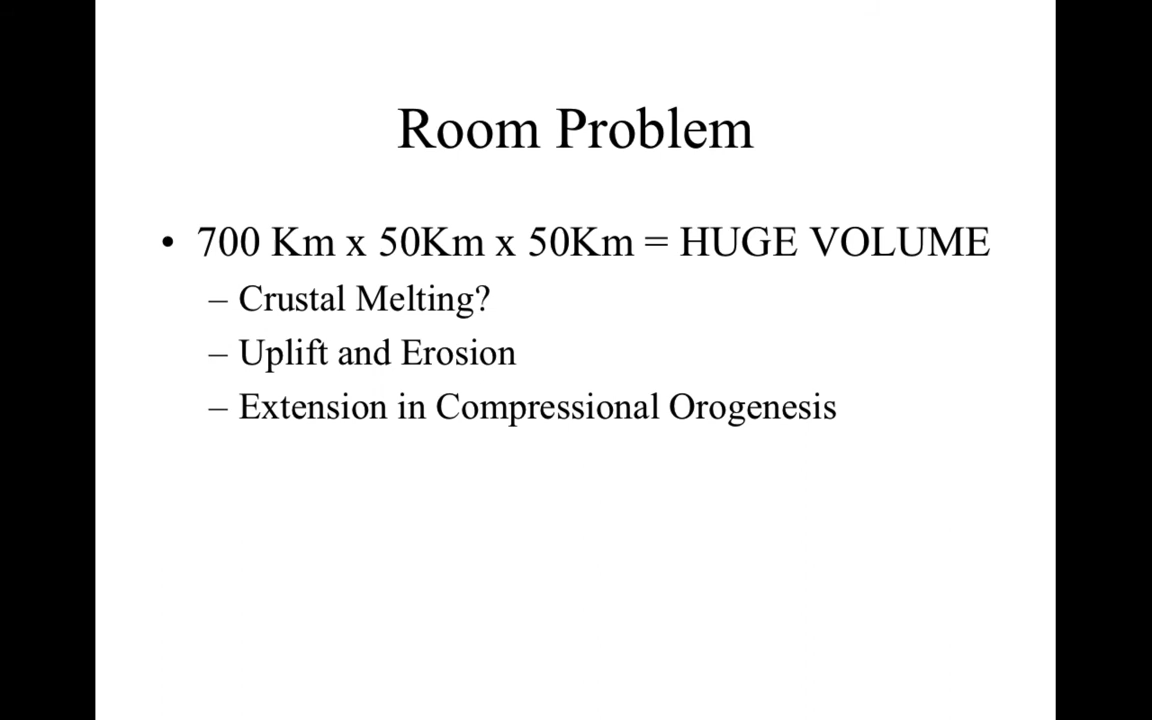 Room Problem
• 700 Km x 50Km x 50Km = HUGE VOLUME
– Crustal Melting?
– Uplift and Erosion
– Extension in Compressional Orogenesis